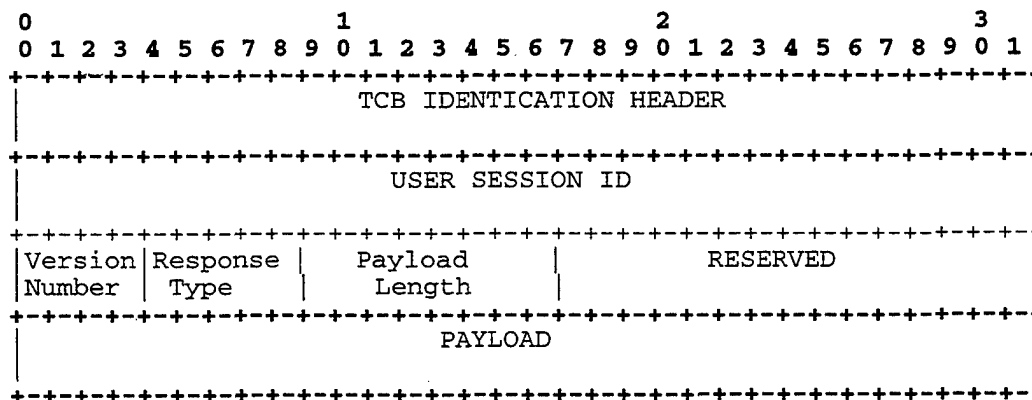 0 1 2 3
0 1 2 3 4 5 6 7 8 9 0 1 2 3 4 5 6 7 8 9 0 1 2 3 4 5 6 7 8 9 0 1
+-+-+-+-+-+-+-+-+-+-+-+-+-+-+-+-+-+-+-+-+-+-+-+-+-+-+-+-+-+-+-+-
| TCB IDENTICATION HEADER
|
+-+-+-+-+-+-+-+-+-+-+-+-+-+-+-+-+-+-+-+-+-+-+-+-+-+-+-+-+-+-+-+-
| USER SESSION ID
|
+-+-+-+-+-+-+-+-+-+-+-+-+-+-+-+-+-+-+-+-+-+-+-+-+-+-+-+-+-+-+-+-
|Version|Response | Payload | RESERVED
|Number | Type | Length |
+-+-+-+-+-+-+-+-+-+-+-+-+-+-+-+-+-+-+-+-+-+-+-+-+-+-+-+-+-+-+-+-
| PAYLOAD
|
+-+-+-+-+-+-+-+-+-+-+-+-+-+-+-+-+-+-+-+-+-+-+-+-+-+-+-+-+-+-+-+-